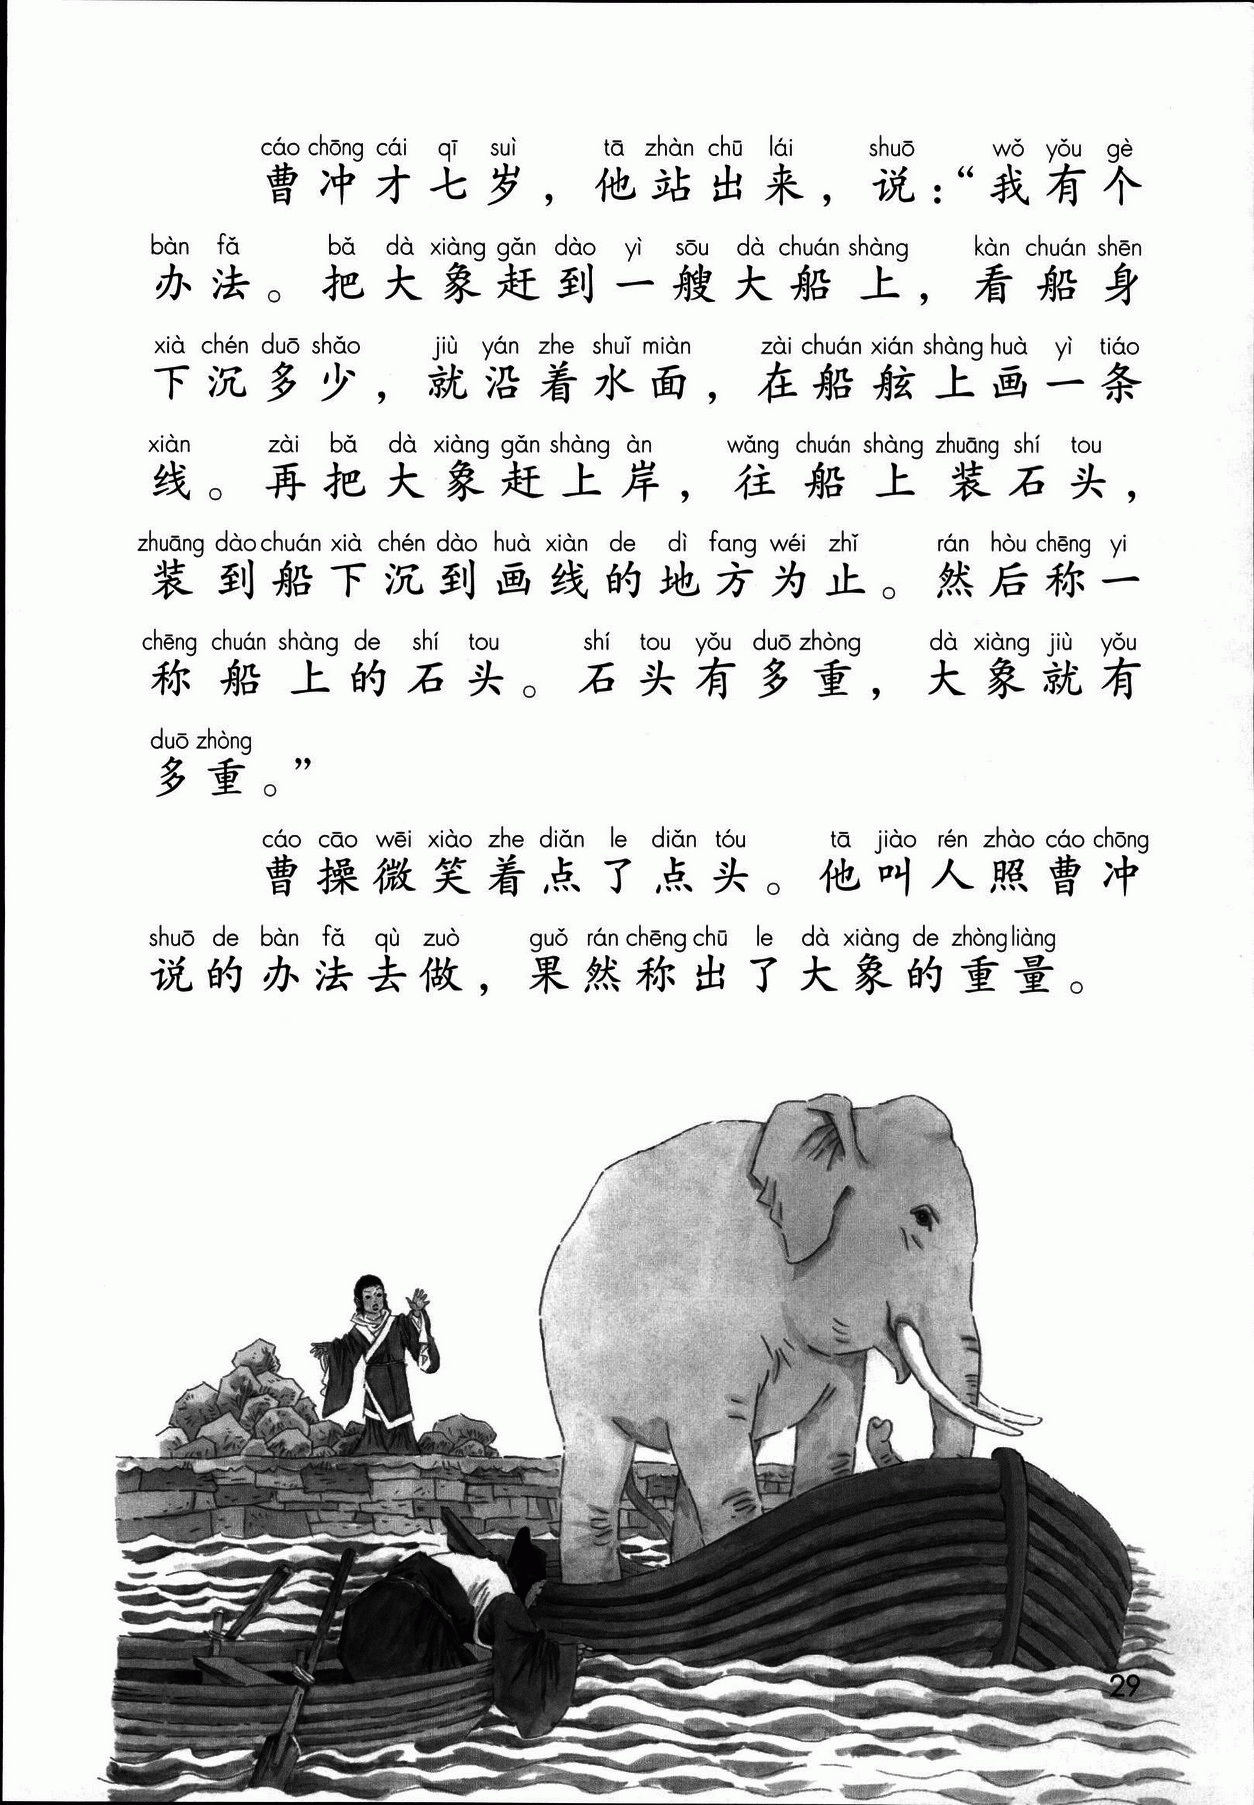 cáo chōng cái qī suì tā zhàn chū lái shuō wǒ yǒu gè
曹冲才七岁，他站出来，说：“我有个
bàn fǎ bǎ dà xiàng gǎn dào yì sōu dà chuán shàng kàn chuán shēn
办法。把大象赶到一艘大船上，看船身
xià chén duō shǎo jiù yán zhe shuǐ miàn zài chuán xián shàng huà yì tiáo
下沉多少，就沿着水面，在船舷上画一条
xiàn zài bǎ dà xiàng gǎn shàng àn wǎng chuán shàng zhuāng shí tou
线。再把大象赶上岸，往船上装石头，
zhuāng dào chuán xià chén dào huà xiàn de dì fang wéi zhǐ rán hòu chēng yi
装到船下沉到画线的地方为止。然后称一
chēng chuán shàng de shí tou shí tou yǒu duō zhòng dà xiàng jiù yǒu
称船上的石头。石头有多重，大象就有
duō zhòng
多重。”
cáo cāo wēi xiào zhe diǎn le diǎn tóu tā jiào rén zhào cáo chōng
曹操微笑着点了点头。他叫人照曹冲
shuō de bàn fǎ qù zuò guǒ rán chēng chū le dà xiàng de zhòng liàng
说的办法去做，果然称出了大象的重量。
29